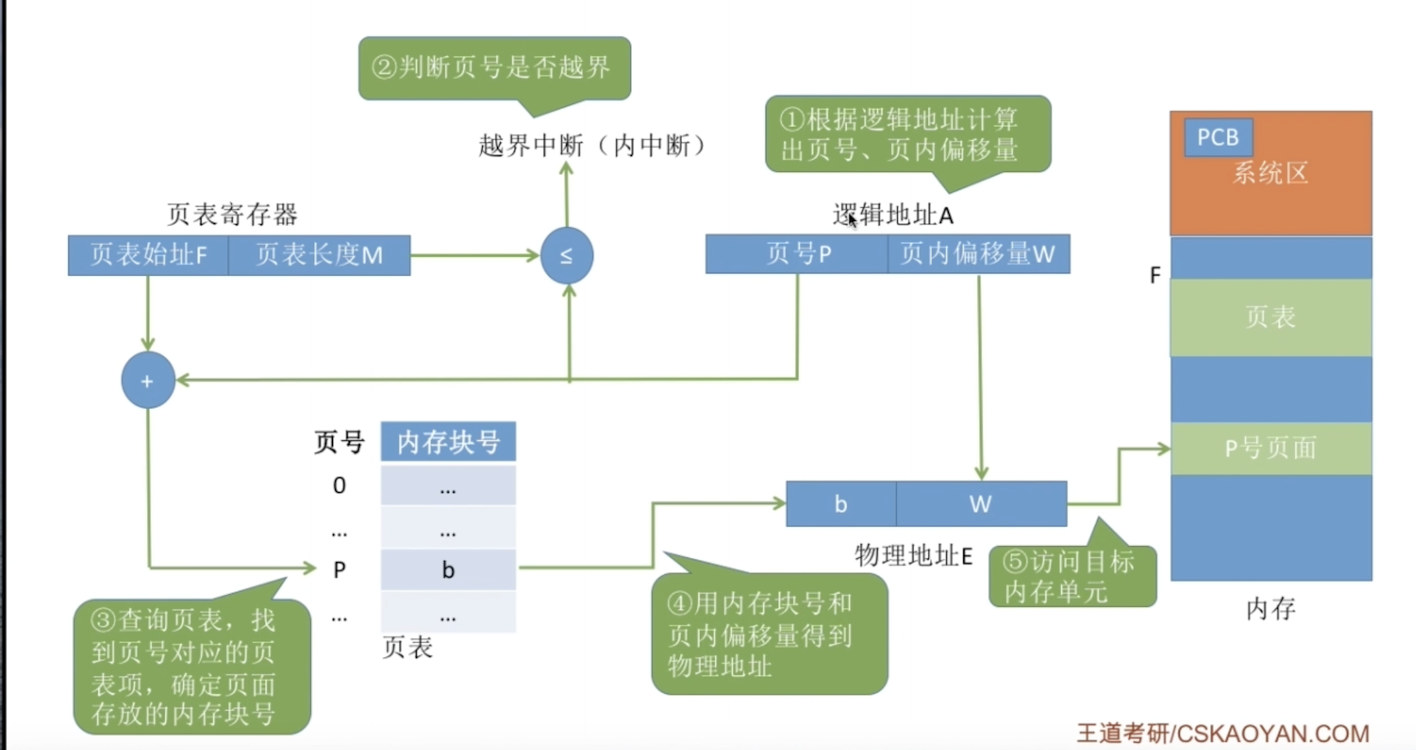 ②判断页号是否越界
越界中断（内中断）
①根据逻辑地址计算
出页号、页内偏移量
PCB
系统区
页表寄存器
页表始址F
页表长度M
≤
逻辑地址A
页号P
页内偏移量W
F
页表
+
页号
内存块号
0
...
...
...
P
b
...
...
页表
P号页面
b
W
物理地址E
⑤访问目标
内存单元
内存
③查询页表，找
到页号对应的页
表项，确定页面
存放的内存块号
④用内存块号和
页内偏移量得到
物理地址
王道考研/CSKAOYAN.COM